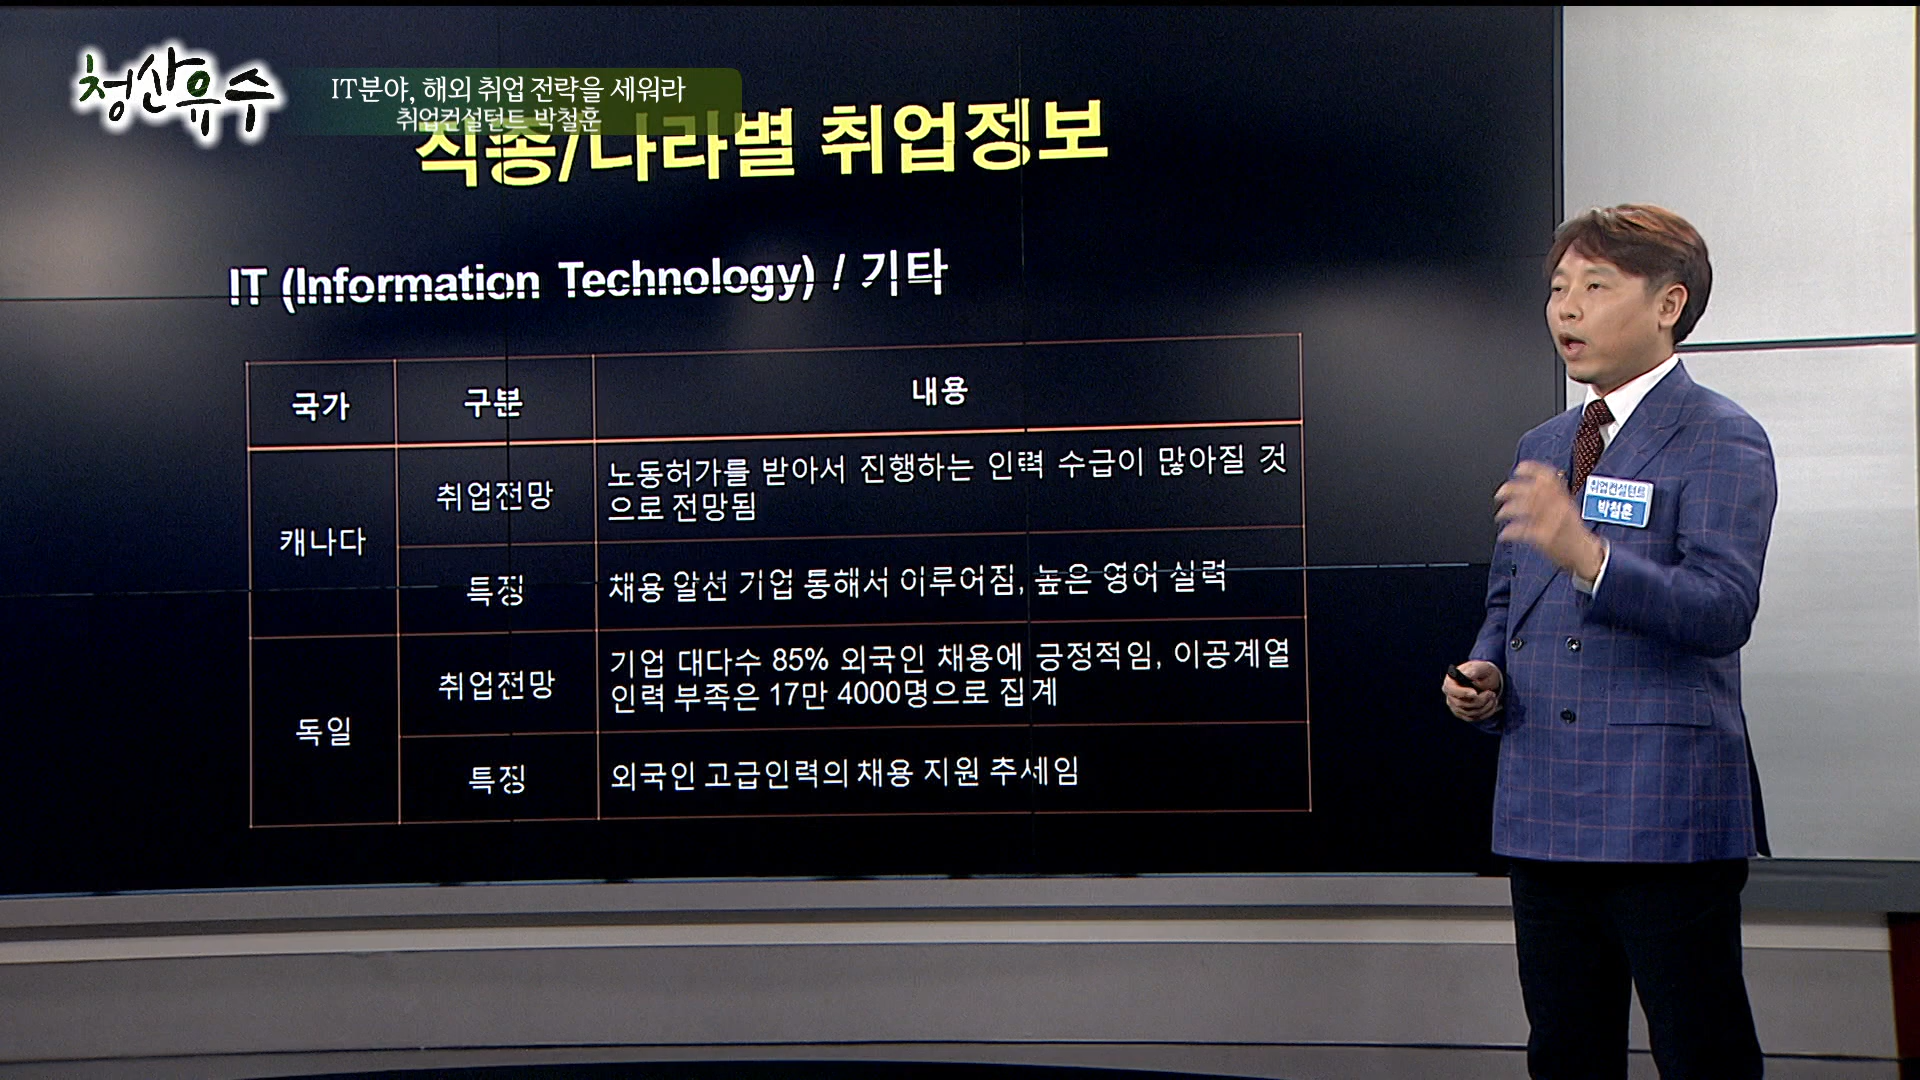 청산유수
IT분야, 해외 취업 전략을 세워라
취업컨설턴트 박철훈
직종/나라별 취업정보
IT (Information Technology) / 기타
국가 구분 내용
캐나다
취업전망
노동허가를 받아서 진행하는 인력 수급이 많아질 것
으로 전망됨
특징
채용 알선 기업 통해서 이루어짐, 높은 영어 실력
독일
취업전망
기업 대다수 85% 외국인 채용에 긍정적임, 이공계열
인력 부족은 17만 4000명으로 집계
특징
외국인 고급인력의 채용 지원 추세임
취업컨설턴트
박철훈